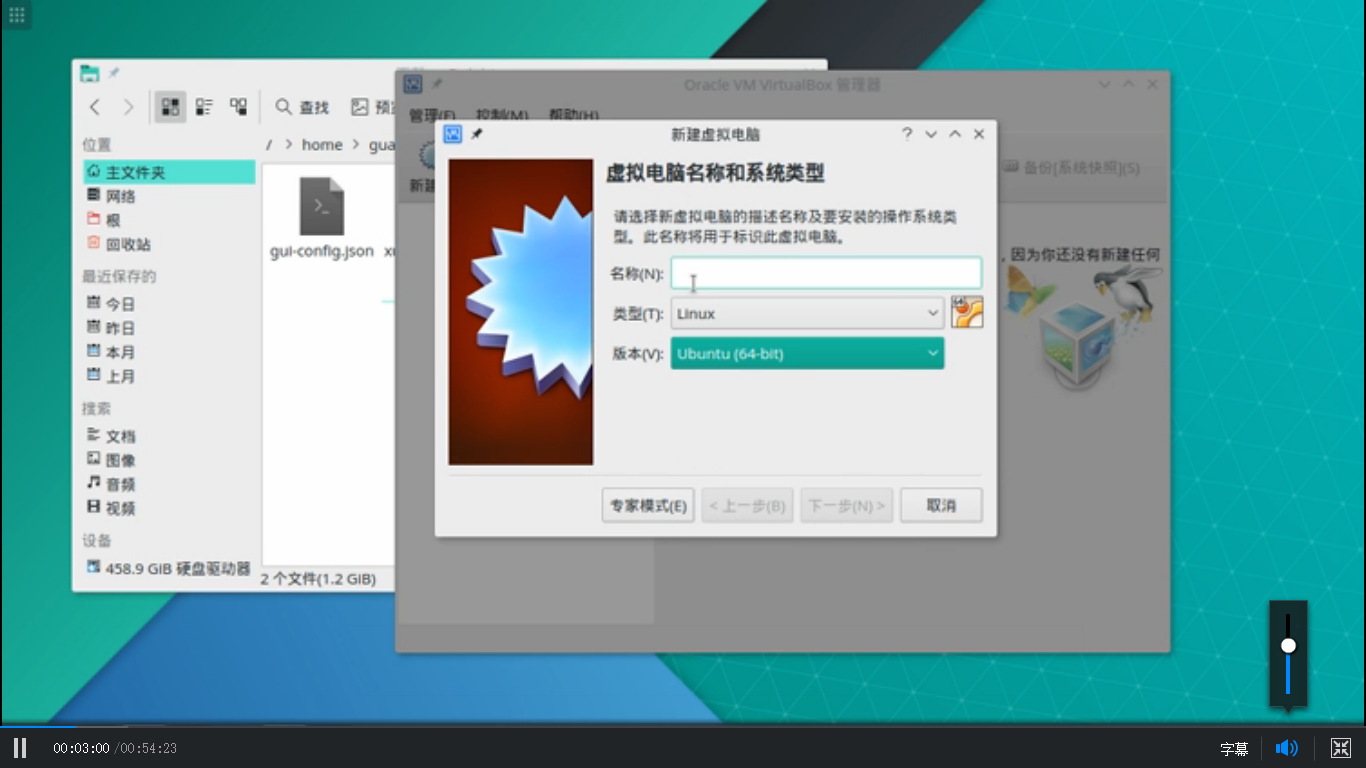 Oracle VM VirtualBox 管理器
管理(F) 控制(M) 帮助(H)
查找
新建虚拟电脑
位置
/ > home >
主文件夹
网络
根
回收站
最近保存的
今日
昨日
本月
上月
搜索
文档
图像
音频
视频
设备
458.9 GiB 硬盘驱动器
gui-config.json
2 个文件(1.2 GiB)
新建
备份[系统快照](S)
, 因为你还没有新建任何
虚拟电脑名称和系统类型
请选择新虚拟电脑的描述名称及要安装的操作系统类
型。此名称将用于标识此虚拟电脑。
名称(N):
类型(T): Linux
64
版本(V): Ubuntu (64-bit)
专家模式(E) < 上一步(B) 下一步(N) > 取消
00:03:00 /00:54:23
字幕